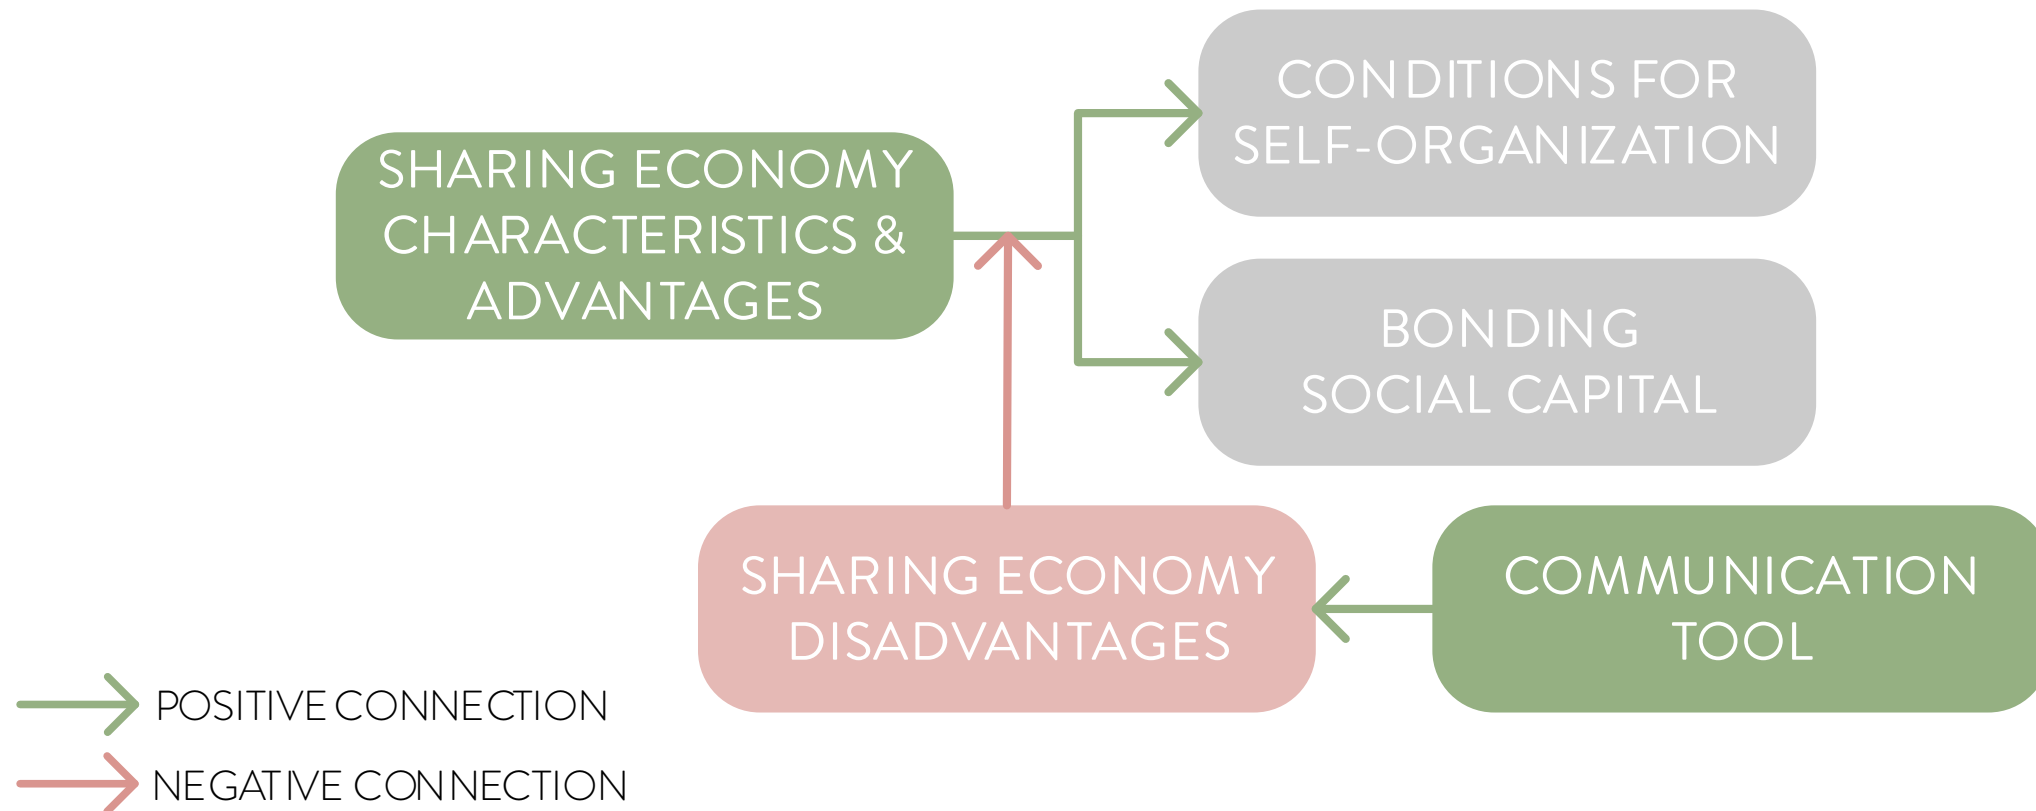 CONDITIONS FOR
SELF-ORGANIZATION
SHARING ECONOMY
CHARACTERISTICS &
ADVANTAGES
BONDING
SOCIAL CAPITAL
SHARING ECONOMY
DISADVANTAGES
COMMUNICATION
TOOL
POSITIVE CONNECTION
NEGATIVE CONNECTION